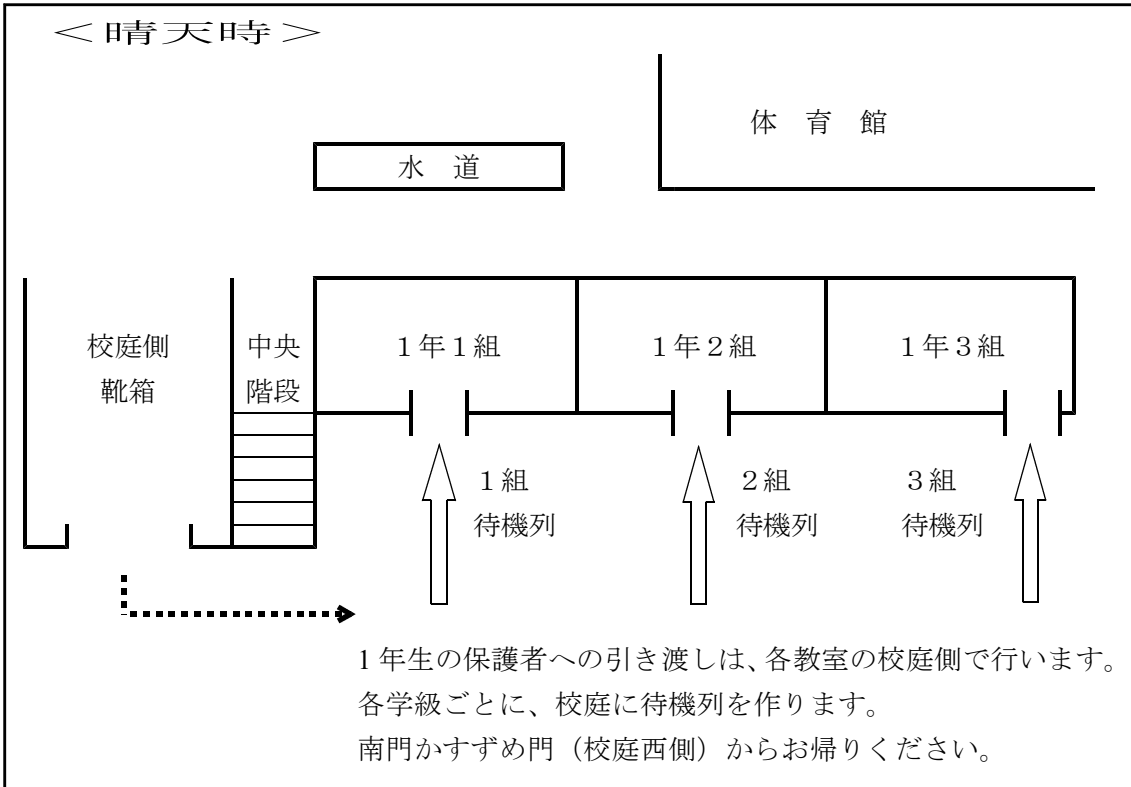 ＜晴天時＞
体 育 館
水 道
校庭側
靴箱
中央
階段
１年１組
１年２組
１年３組
１組
待機列
２組
待機列
３組
待機列
1 年生の保護者への引き渡しは、各教室の校庭側で行います。
各学級ごとに、校庭に待機列を作ります。
南門かすずめ門（校庭西側）からお帰りください。